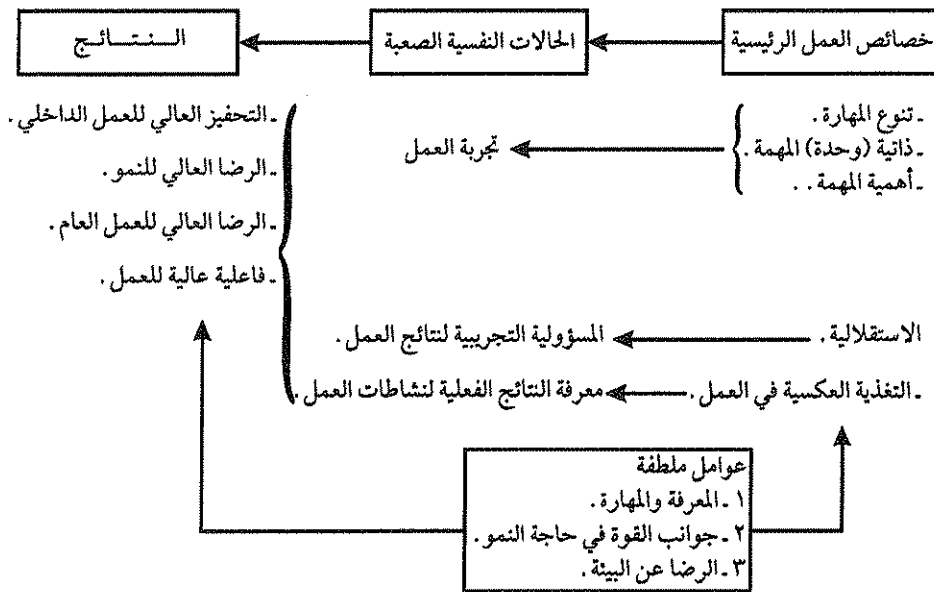 خصائص العمل الرئيسية
الحالات النفسية الصعبة
الـنـتـائـج
ـ تنوع المهارة .
ـ ذاتية (وحدة) المهمة .
ـ أهمية المهمة . .
تجربة العمل
ـ التحفيز العالي للعمل الداخلي .
ـ الرضا العالي للنمو .
ـ الرضا العالي للعمل العام .
ـ فاعلية عالية للعمل .
الاستقلالية .
المسؤولية التجريبية لنتائج العمل .
ـ التغذية العكسية في العمل .
معرفة النتائج الفعلية لنشاطات العمل .
عوامل ملطفة
١ ـ المعرفة والمهارة .
٢ ـ جوانب القوة في حاجة النمو .
٣ ـ الرضا عن البيئة .